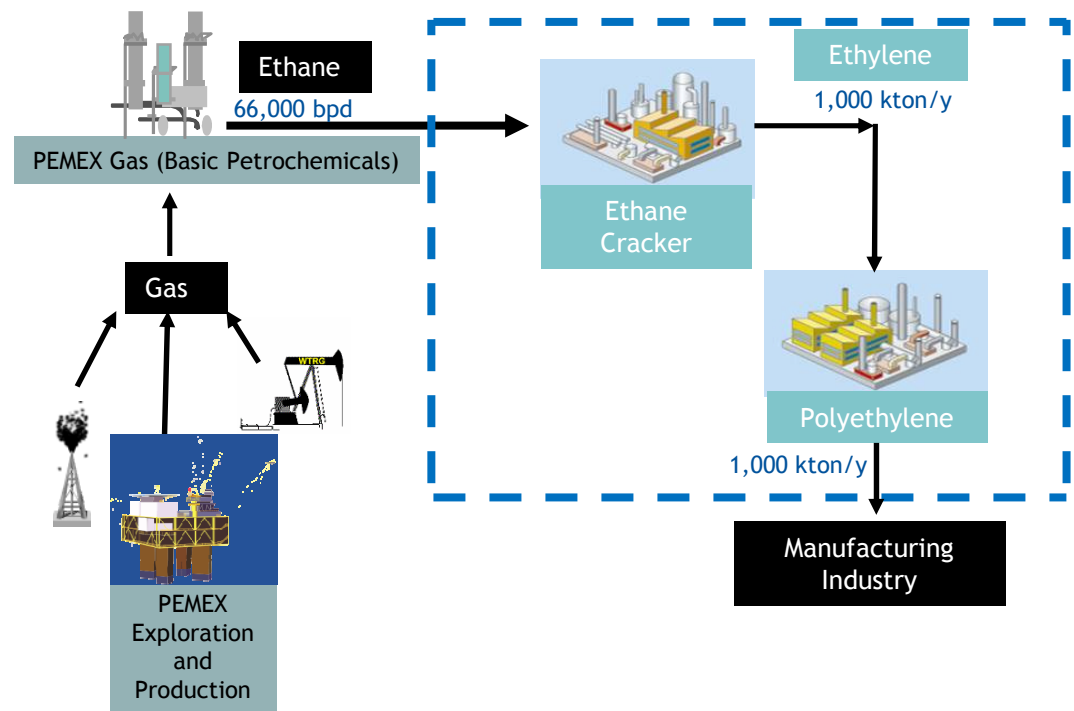 Ethane
66,000 bpd
PEMEX Gas (Basic Petrochemicals)
Gas
WTRG
PEMEX
Exploration
and
Production
Ethylene
1,000 kton/y
Ethane
Cracker
Polyethylene
1,000 kton/y
Manufacturing
Industry